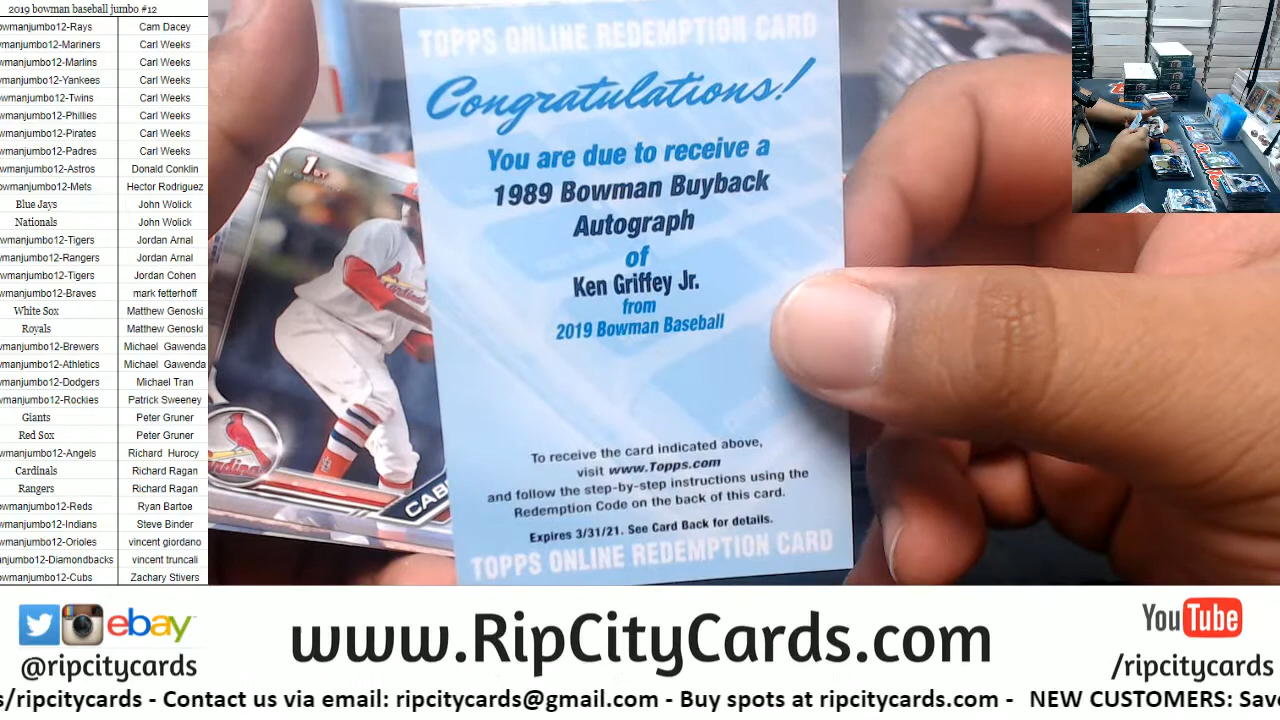 2019 bowman baseball jumbo #12
owmanjumbo12-Rays Cam Dacey
wmanjumbo12-Mariners Carl Weeks
wmanjumbo12-Marlins Carl Weeks
wmanjumbo12-Yankees Carl Weeks
wmanjumbo12-Twins Carl Weeks
wmanjumbo12-Phillies Carl Weeks
wmanjumbo12-Pirates Carl Weeks
wmanjumbo12-Padres Carl Weeks
wmanjumbo12-Astros Donald Conklin
wmanjumbo12-Mets Hector Rodriguez
Blue Jays John Wolick
Nationals John Wolick
wmanjumbo12-Tigers Jordan Arnal
wmanjumbo12-Rangers Jordan Arnal
wmanjumbo12-Tigers Jordan Cohen
wmanjumbo12-Braves mark fetterhoff
White Sox Matthew Genoski
Royals Matthew Genoski
wmanjumbo12-Brewers Michael Gawenda
wmanjumbo12-Athletics Michael Gawenda
wmanjumbo12-Dodgers Michael Tran
wmanjumbo12-Rockies Patrick Sweeney
Giants Peter Gruner
Red Sox Peter Gruner
wmanjumbo12-Angels Richard Hurocy
Cardinals Richard Ragan
Rangers Richard Ragan
owmanjumbo12-Reds Ryan Bartoe
wmanjumbo12-Indians Steve Binder
wmanjumbo12-Orioles vincent giordano
anjumbo12-Diamondbacks vincent truncali
owmanjumbo12-Cubs Zachary Stivers
TOPPS ONLINE REDEMPTION CARD
Congratulations!
You are due to receive a
1989 Bowman Buyback
Autograph
of
Ken Griffey Jr.
from
2019 Bowman Baseball
To receive the card indicated above,
visit www.Topps.com
and follow the step-by-step instructions using the
Redemption Code on the back of this card.
Expires 3/31/21. See Card Back for details.
TOPPS ONLINE REDEMPTION CARD
1st
Cardinals
CAB
ebay
@ripcitycards
www.RipCityCards.com
YouTube
/ripcitycards
s/ripcitycards - Contact us via email: ripcitycards@gmail.com - Buy spots at ripcitycards.com - NEW CUSTOMERS: Save